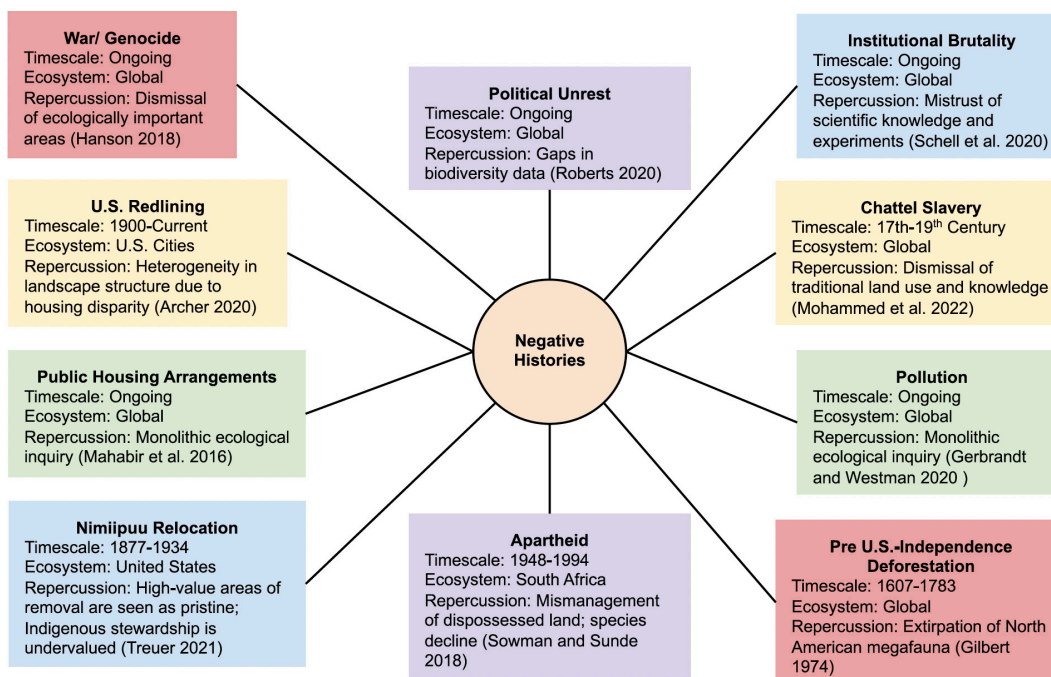 War/ Genocide
Timescale: Ongoing
Ecosystem: Global
Repercussion: Dismissal
of ecologically important
areas (Hanson 2018)
Political Unrest
Timescale: Ongoing
Ecosystem: Global
Repercussion: Gaps in
biodiversity data (Roberts 2020)
Institutional Brutality
Timescale: Ongoing
Ecosystem: Global
Repercussion: Mistrust of
scientific knowledge and
experiments (Schell et al. 2020)
U.S. Redlining
Timescale: 1900-Current
Ecosystem: U.S. Cities
Repercussion: Heterogeneity in
landscape structure due to
housing disparity (Archer 2020)
Chattel Slavery
Timescale: 17th-19th Century
Ecosystem: Global
Repercussion: Dismissal of
traditional land use and knowledge
(Mohammed et al. 2022)
Negative
Histories
Public Housing Arrangements
Timescale: Ongoing
Ecosystem: Global
Repercussion: Monolithic ecological
inquiry (Mahabir et al. 2016)
Pollution
Timescale: Ongoing
Ecosystem: Global
Repercussion: Monolithic
ecological inquiry (Gerbrandt
and Westman 2020 )
Nimiipuu Relocation
Timescale: 1877-1934
Ecosystem: United States
Repercussion: High-value areas of
removal are seen as pristine;
Indigenous stewardship is
undervalued (Treuer 2021)
Apartheid
Timescale: 1948-1994
Ecosystem: South Africa
Repercussion: Mismanagement
of dispossessed land; species
decline (Sowman and Sunde
2018)
Pre U.S.-Independence
Deforestation
Timescale: 1607-1783
Ecosystem: Global
Repercussion: Extirpation of North
American megafauna (Gilbert
1974)